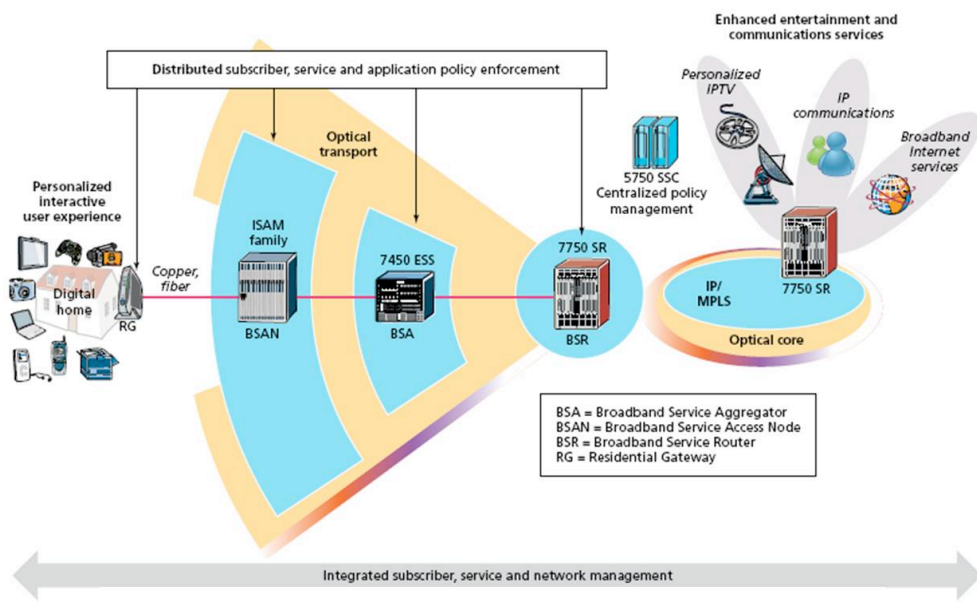 Enhanced entertainment and
communications services
Distributed subscriber, service and application policy enforcement
Personalized
IPTV
IP
communications
Broadband
Internet
services
Optical
transport
5750 SSC
Centralized policy
management
Personalized
interactive
user experience
ISAM
family
7450 ESS
7750 SR
Copper,
fiber
Digital
home
RG
BSAN
BSA
BSR
IP/
MPLS
7750 SR
Optical core
BSA = Broadband Service Aggregator
BSAN = Broadband Service Access Node
BSR = Broadband Service Router
RG = Residential Gateway
Integrated subscriber, service and network management